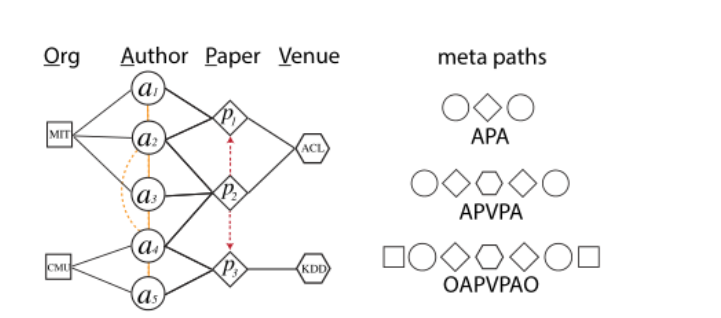 Org Author Paper Venue meta paths
a1
MIT
a2
a3
CMU
a4
a5
p1
p2
p3
ACL
KDD
APA
APVPA
OAPVPAO